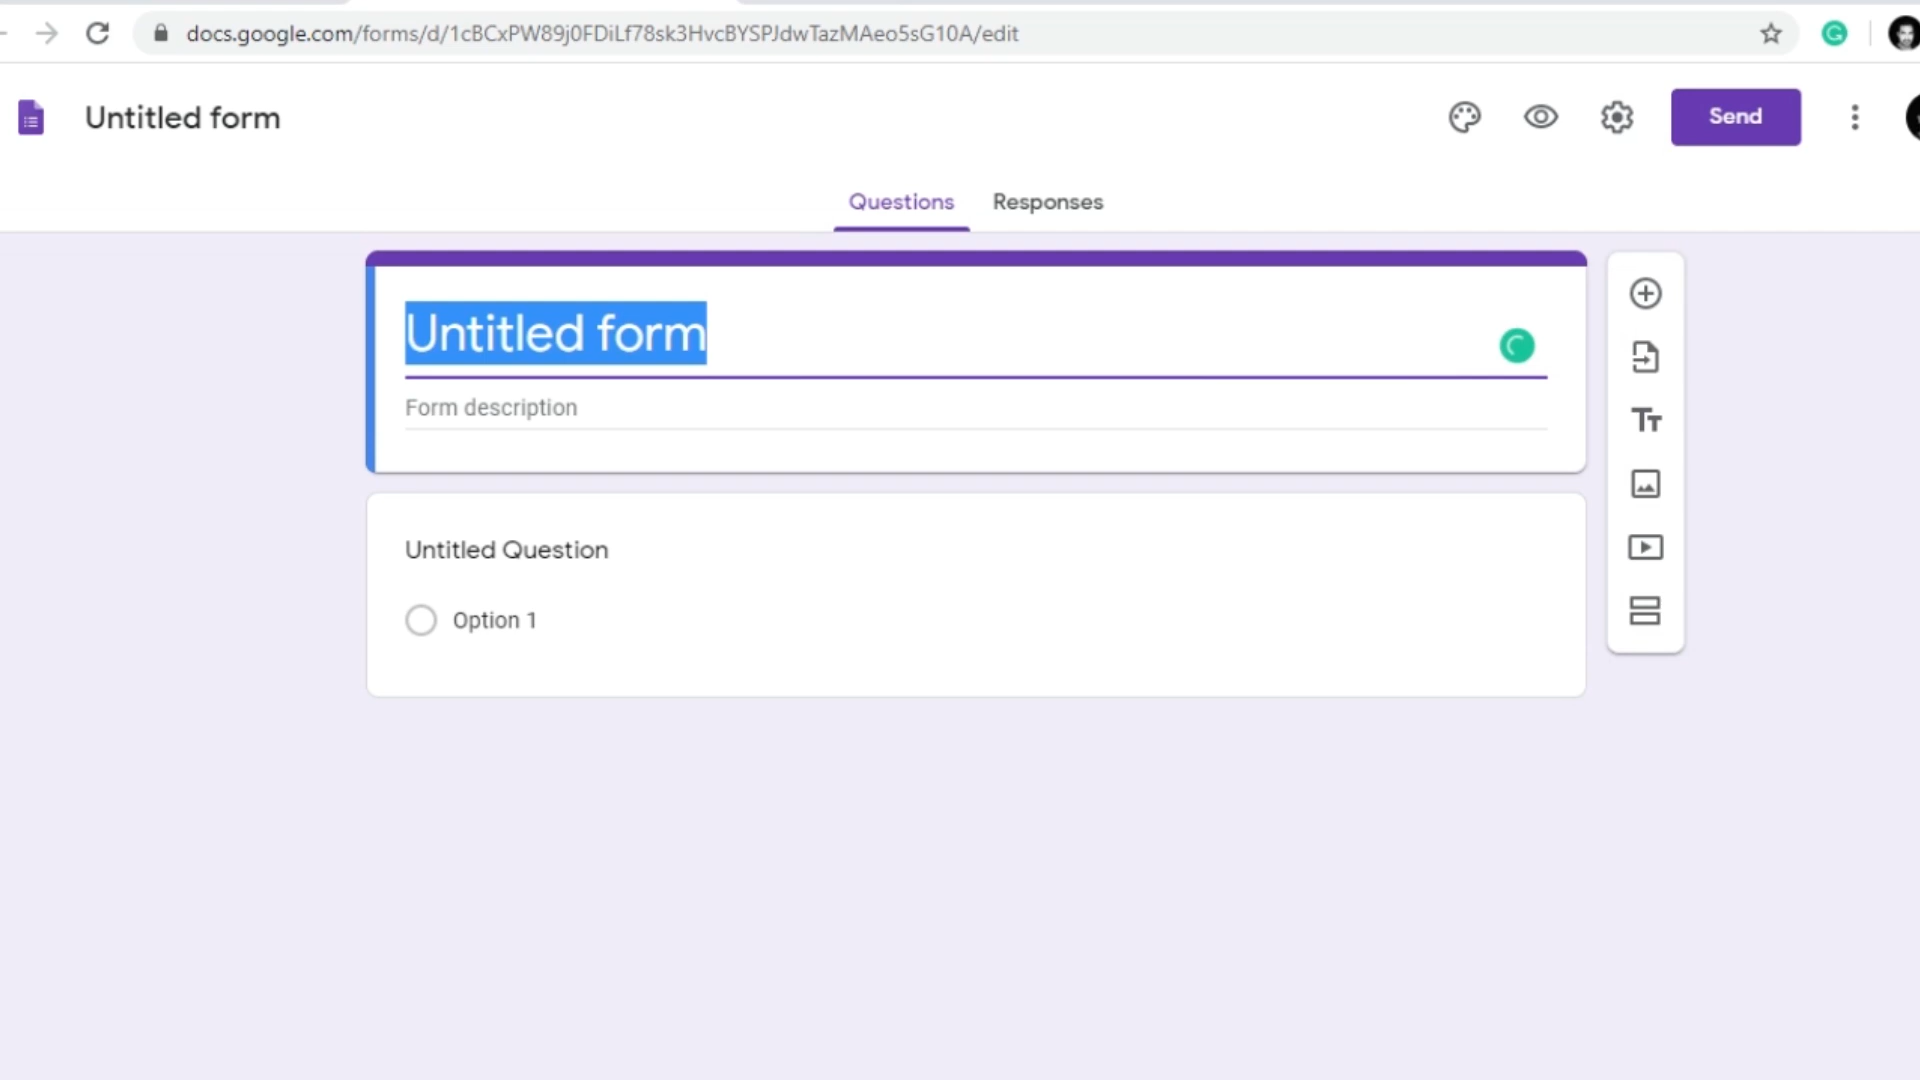 docs.google.com/forms/d/1cBCxPW89j0FDiLf78sk3HvcBYSPJdwTazMAeo5sG10A/edit
Untitled form
Send
Questions Responses
Untitled form
Form description
Untitled Question
Option 1
Tт